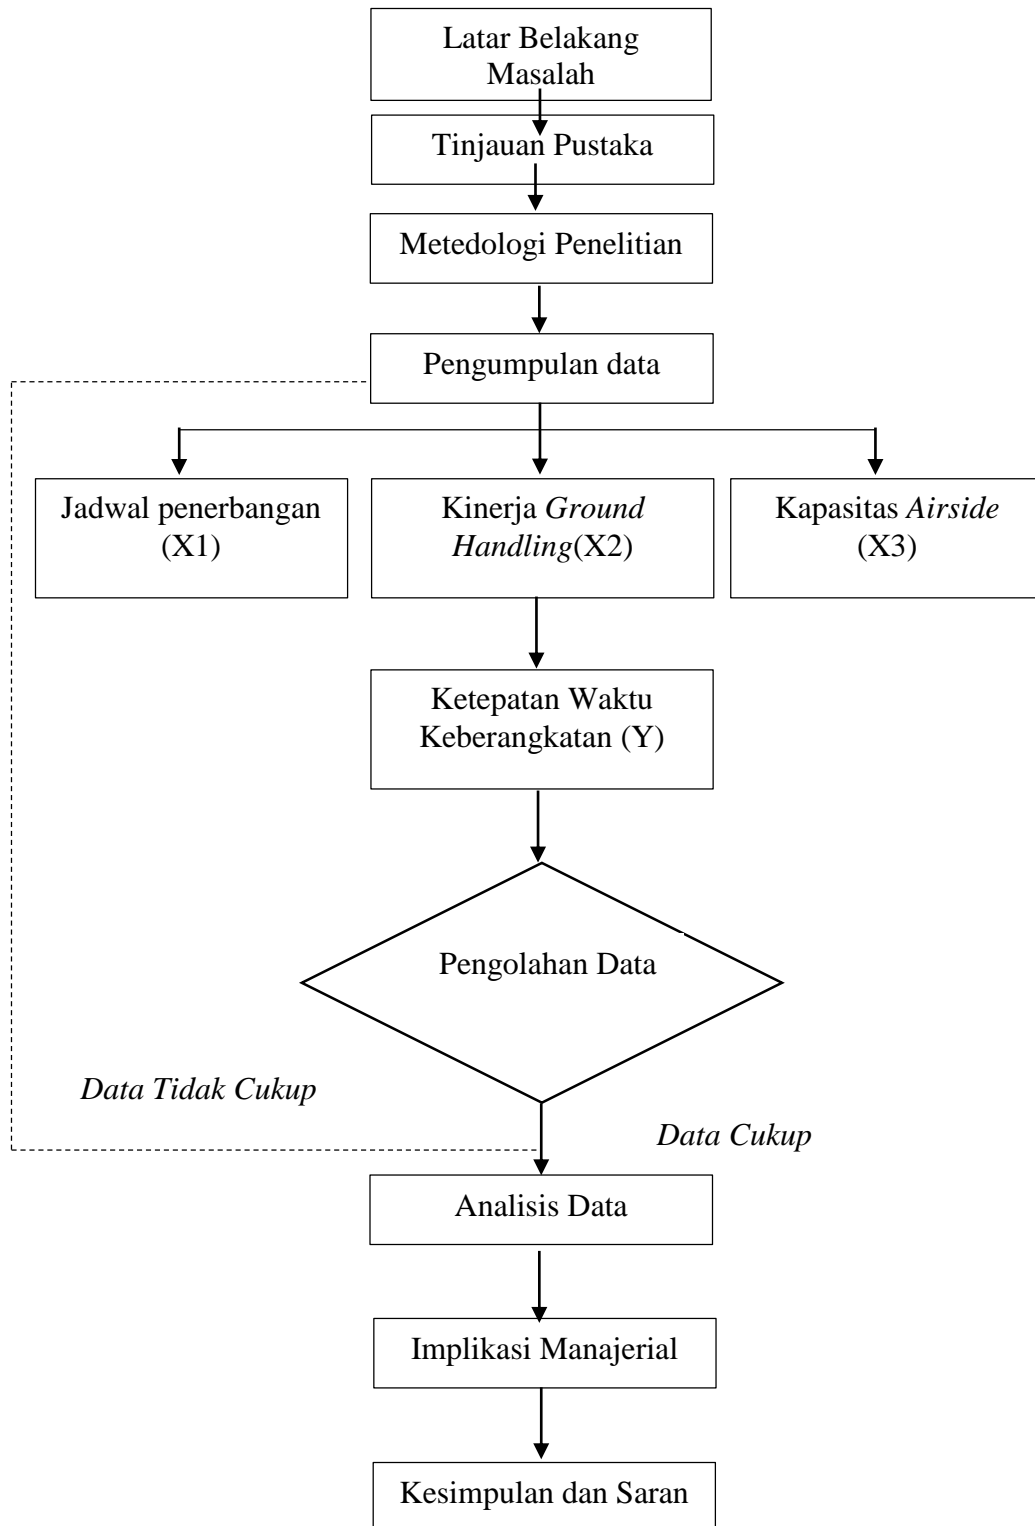 Latar Belakang
Masalah
Tinjauan Pustaka
Metedologi Penelitian
Pengumpulan data
Jadwal penerbangan
(X1)
Kinerja Ground
Handling(X2)
Kapasitas Airside
(X3)
Ketepatan Waktu
Keberangkatan (Y)
Pengolahan Data
Data Tidak Cukup
Data Cukup
Analisis Data
Implikasi Manajerial
Kesimpulan dan Saran